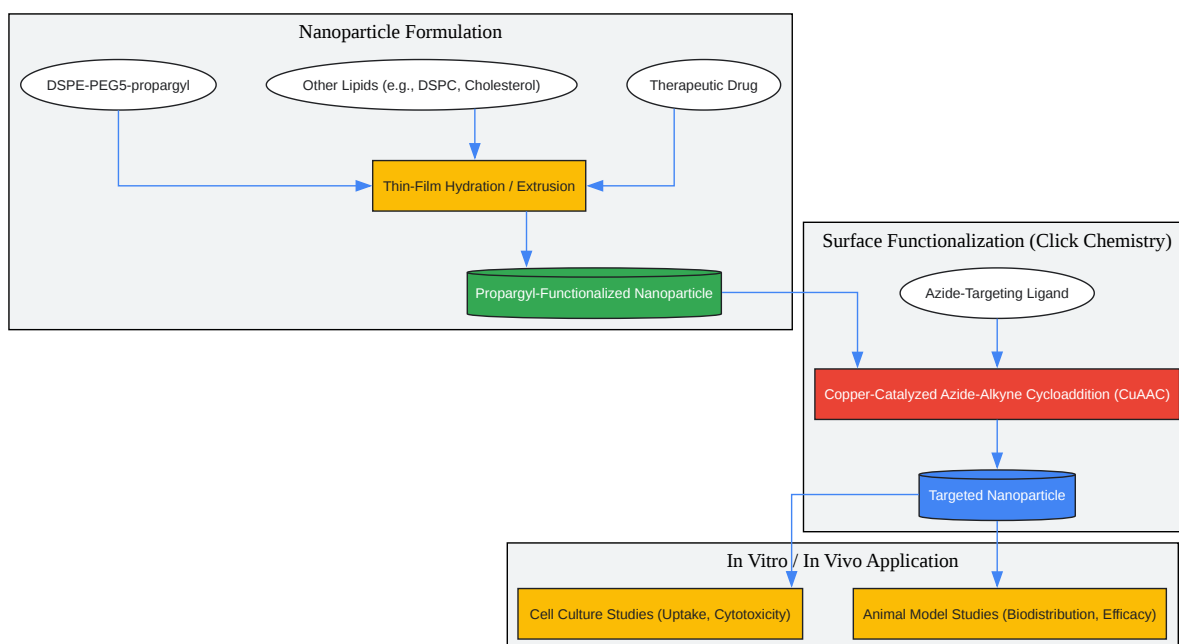 Nanoparticle Formulation
DSPE-PEG5-propargyl
Other Lipids (e.g., DSPC, Cholesterol)
Therapeutic Drug
Thin-Film Hydration / Extrusion
Propargyl-Functionalized Nanoparticle
Surface Functionalization (Click Chemistry)
Azide-Targeting Ligand
Copper-Catalyzed Azide-Alkyne Cycloaddition (CuAAC)
Targeted Nanoparticle
In Vitro / In Vivo Application
Cell Culture Studies (Uptake, Cytotoxicity)
Animal Model Studies (Biodistribution, Efficacy)